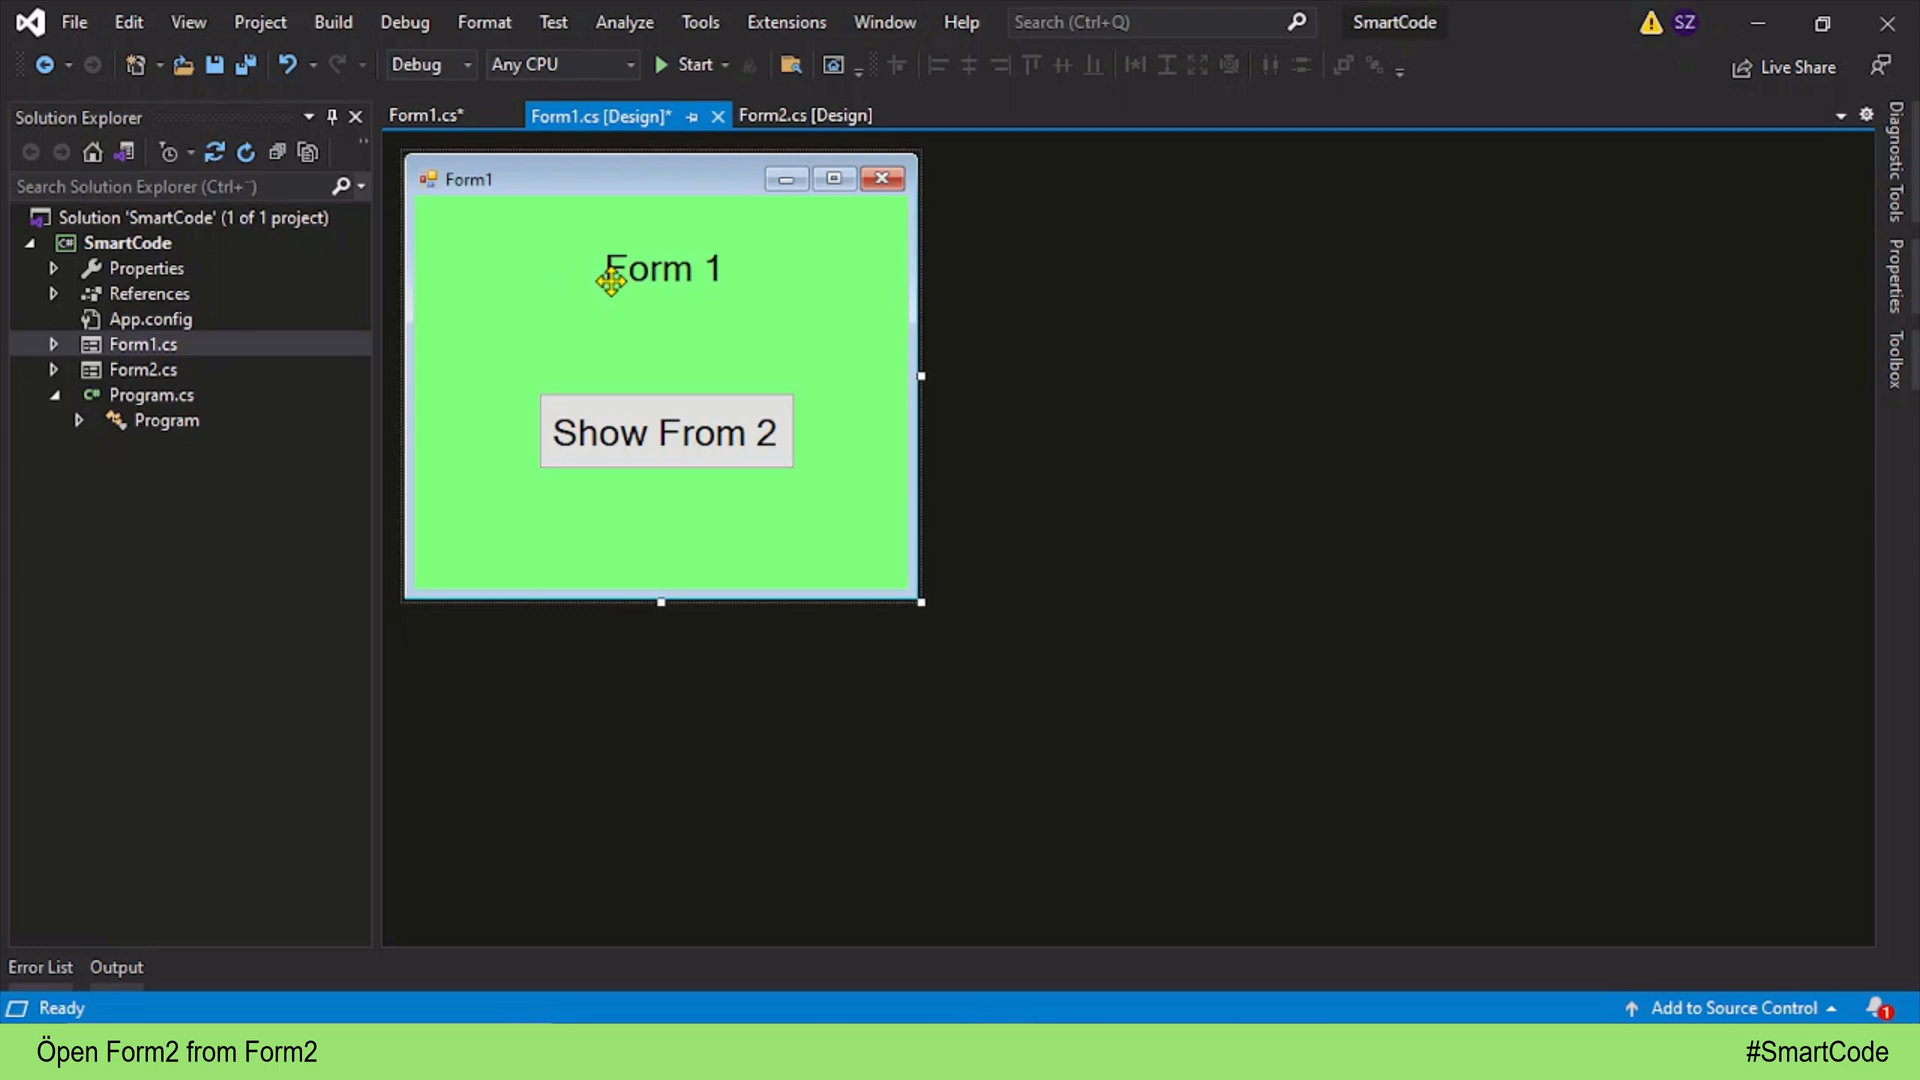 File Edit View Project Build Debug Format Test Analyze Tools Extensions Window Help Search (Ctrl+Q) SmartCode SZ
Debug Any CPU Start Live Share
Solution Explorer
Search Solution Explorer (Ctrl+¨)
Solution 'SmartCode' (1 of 1 project)
C# SmartCode
Properties
References
App.config
Form1.cs
Form2.cs
C# Program.cs
Program
Form1.cs* Form1.cs [Design]* Form2.cs [Design]
Form1
Form 1
Show From 2
Diagnostic Tools
Properties
Toolbox
Error List Output
Ready Add to Source Control 1
Öpen Form2 from Form2 #SmartCode